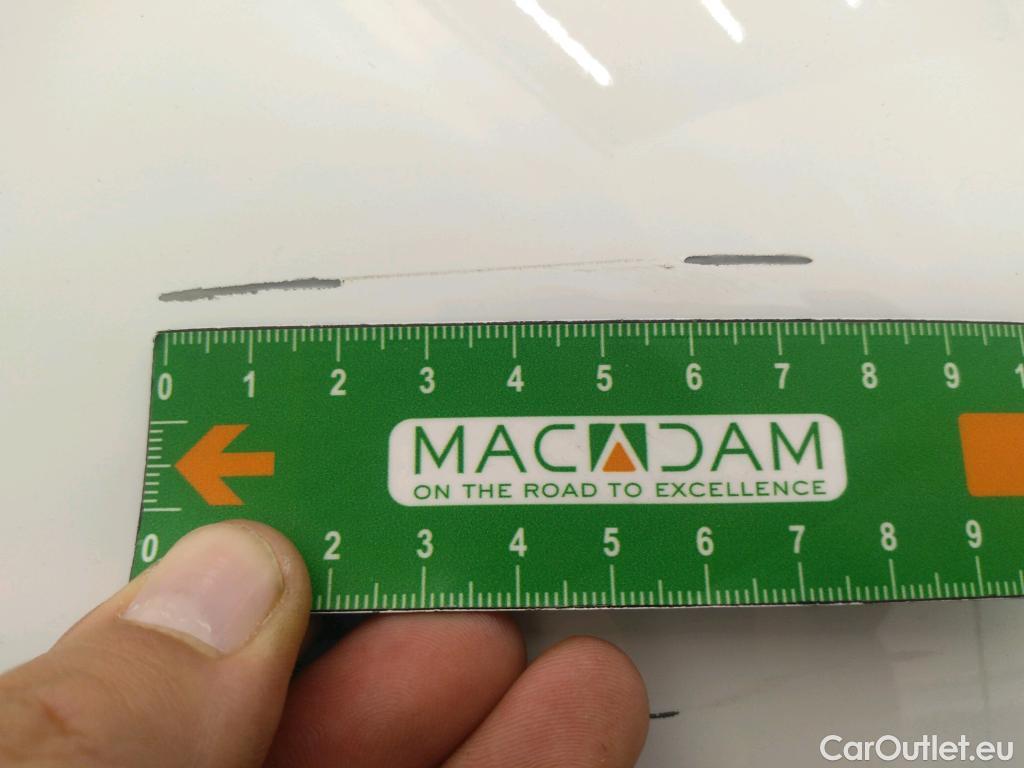 0 1 2 3 4 5 6 7 8 9 1
MACADAM
ON THE ROAD TO EXCELLENCE
0 2 3 4 5 6 7 8 9
CarOutlet.eu